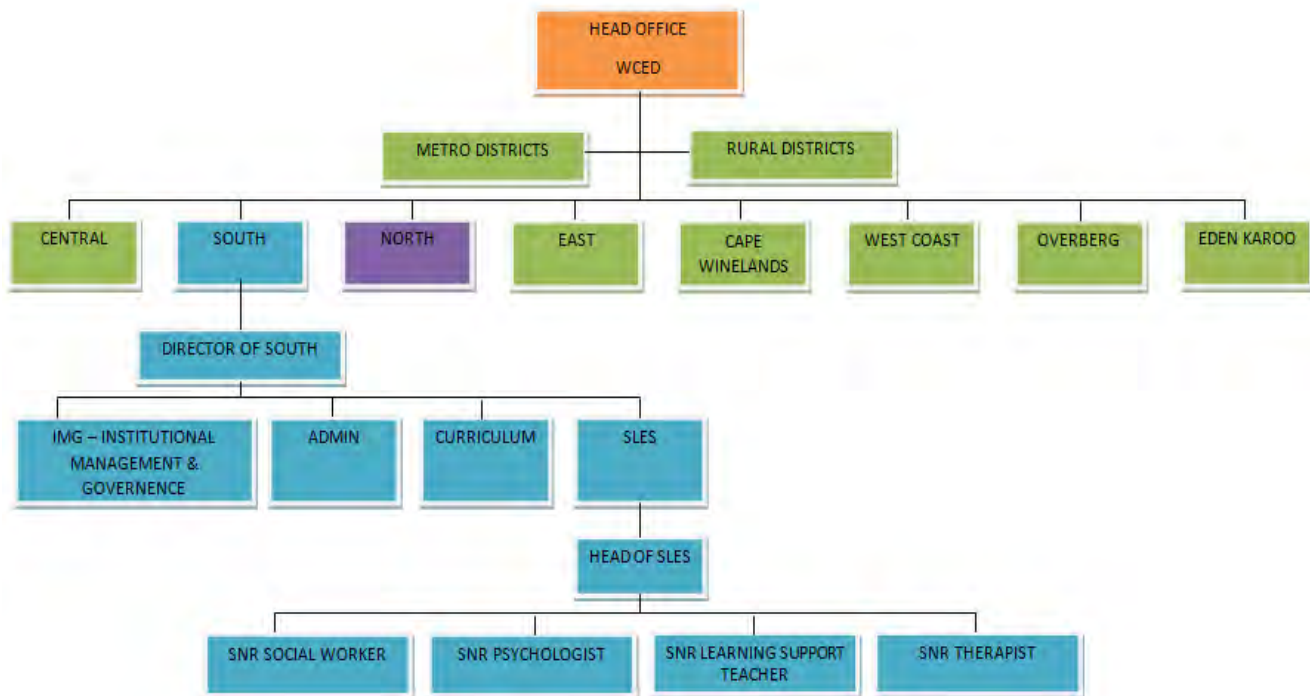 HEAD OFFICE
WCED
METRO DISTRICTS
RURAL DISTRICTS
CENTRAL
SOUTH
NORTH
EAST
CAPE
WINELANDS
WEST COAST
OVERBERG
EDEN KAROO
DIRECTOR OF SOUTH
IMG – INSTITUTIONAL
MANAGEMENT &
GOVERNENCE
ADMIN
CURRICULUM
SLES
HEAD OF SLES
SNR SOCIAL WORKER
SNR PSYCHOLOGIST
SNR LEARNING SUPPORT
TEACHER
SNR THERAPIST